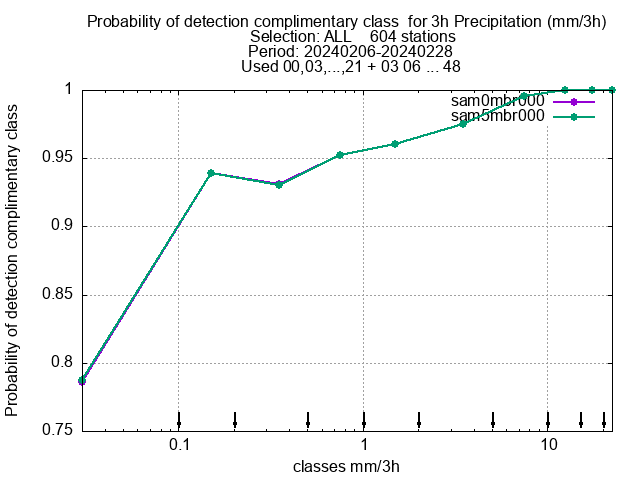 Probability of detection complimentary class for 3h Precipitation (mm/3h)
Selection: ALL 604 stations
Period: 20240206-20240228
Used 00,03,...,21 + 03 06 ... 48
sam0mbr000
sam5mbr000
1
0.95
0.9
0.85
0.8
0.75
Probability of detection complimentary class
0.1 1 10
classes mm/3h